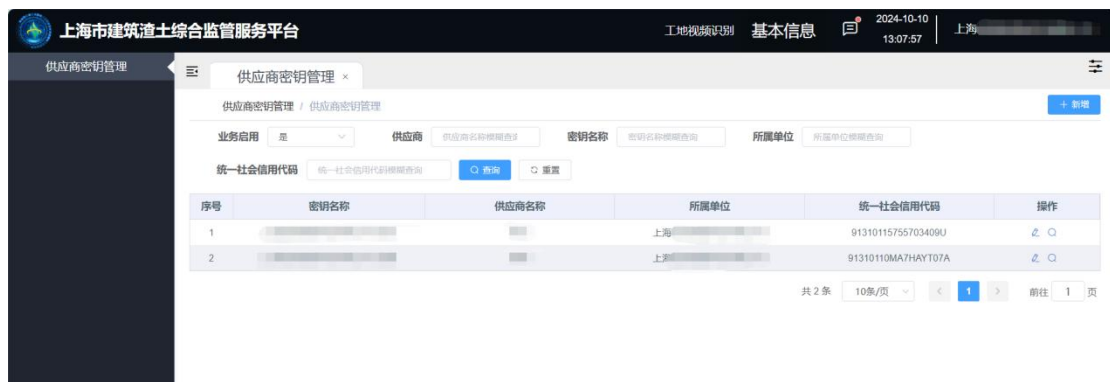 上海市建筑渣土综合监管服务平台 工地视频识别 基本信息 2024-10-10 13:07:57 上海
供应商密钥管理 供应商密钥管理 ×
供应商密钥管理 / 供应商密钥管理 + 新增
业务启用 是 供应商 供应商名称模糊查询 密钥名称 密钥名称模糊查询 所属单位 所属单位模糊查询
统一社会信用代码 统一社会信用代码模糊查询 查询 重置
序号 密钥名称 供应商名称 所属单位 统一社会信用代码 操作
1 上海 91310115755703409U
2 上海 91310110MA7HAYT07A
共 2 条 10条/页 < 1 > 前往 1 页